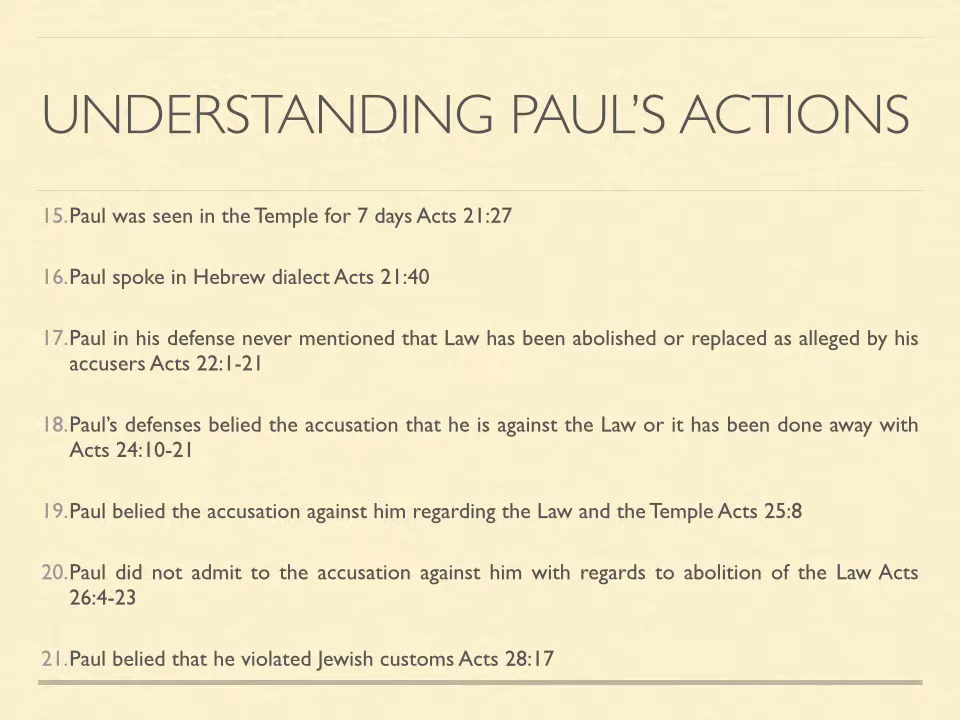 UNDERSTANDING PAUL’S ACTIONS
15. Paul was seen in the Temple for 7 days Acts 21:27
16. Paul spoke in Hebrew dialect Acts 21:40
17. Paul in his defense never mentioned that Law has been abolished or replaced as alleged by his
accusers Acts 22:1-21
18. Paul’s defenses belied the accusation that he is against the Law or it has been done away with
Acts 24:10-21
19. Paul belied the accusation against him regarding the Law and the Temple Acts 25:8
20. Paul did not admit to the accusation against him with regards to abolition of the Law Acts
26:4-23
21. Paul belied that he violated Jewish customs Acts 28:17